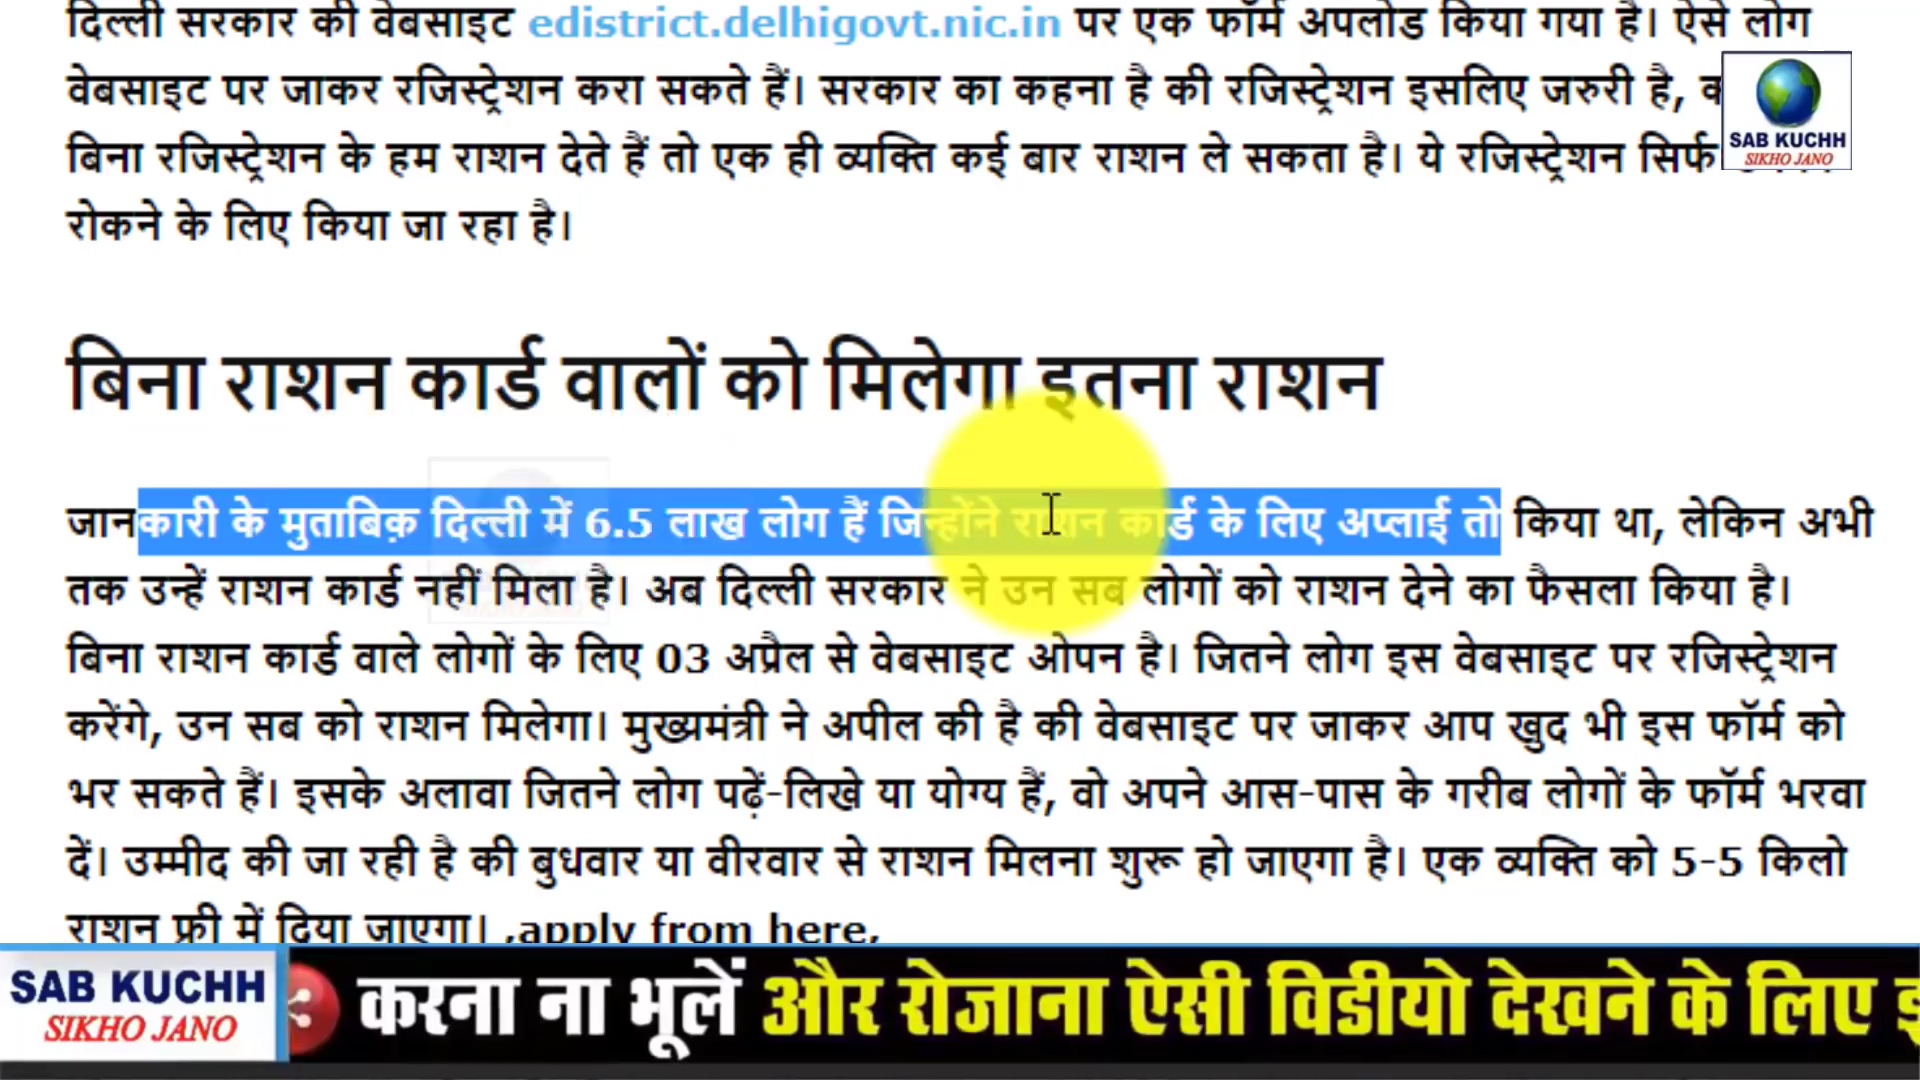 दिल्ली सरकार की वेबसाइट edistrict.delhigovt.nic.in पर एक फॉर्म अपलोड किया गया है। ऐसे लोग
वेबसाइट पर जाकर रजिस्ट्रेशन करा सकते हैं। सरकार का कहना है की रजिस्ट्रेशन इसलिए जरुरी है,
बिना रजिस्ट्रेशन के हम राशन देते हैं तो एक ही व्यक्ति कई बार राशन ले सकता है। ये रजिस्ट्रेशन सिर्फ
SAB KUCHH
SIKHO JANO
रोकने के लिए किया जा रहा है।
बिना राशन कार्ड वालों को मिलेगा इतना राशन
जानकारी के मुताबिक़ दिल्ली में 6.5 लाख लोग हैं जिन्होंने राशन कार्ड के लिए अप्लाई तो किया था, लेकिन अभी
तक उन्हें राशन कार्ड नहीं मिला है। अब दिल्ली सरकार ने उन सब लोगों को राशन देने का फैसला किया है।
बिना राशन कार्ड वाले लोगों के लिए 03 अप्रैल से वेबसाइट ओपन है। जितने लोग इस वेबसाइट पर रजिस्ट्रेशन
करेंगे, उन सब को राशन मिलेगा। मुख्यमंत्री ने अपील की है की वेबसाइट पर जाकर आप खुद भी इस फॉर्म को
भर सकते हैं। इसके अलावा जितने लोग पढ़ें-लिखे या योग्य हैं, वो अपने आस-पास के गरीब लोगों के फॉर्म भरवा
दें। उम्मीद की जा रही है की बुधवार या वीरवार से राशन मिलना शुरू हो जाएगा है। एक व्यक्ति को 5-5 किलो
राशन फ्री में दिया जाएगा। ,apply from here,
SAB KUCHH
SIKHO JANO
करना ना भूलें और रोजाना ऐसी विडीयो देखने के लिए